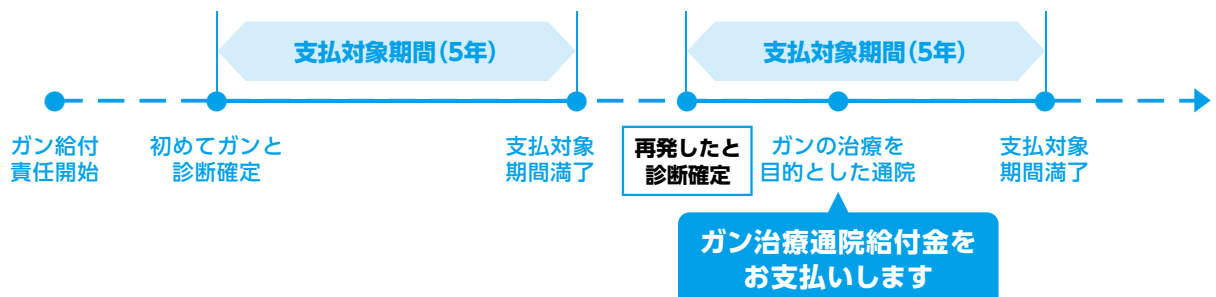 支払対象期間(5年)
支払対象期間(5年)
ガン給付
責任開始
初めてガンと
診断確定
支払対象
期間満了
再発したと
診断確定
ガンの治療を
目的とした通院
支払対象
期間満了
ガン治療通院給付金を
お支払いします